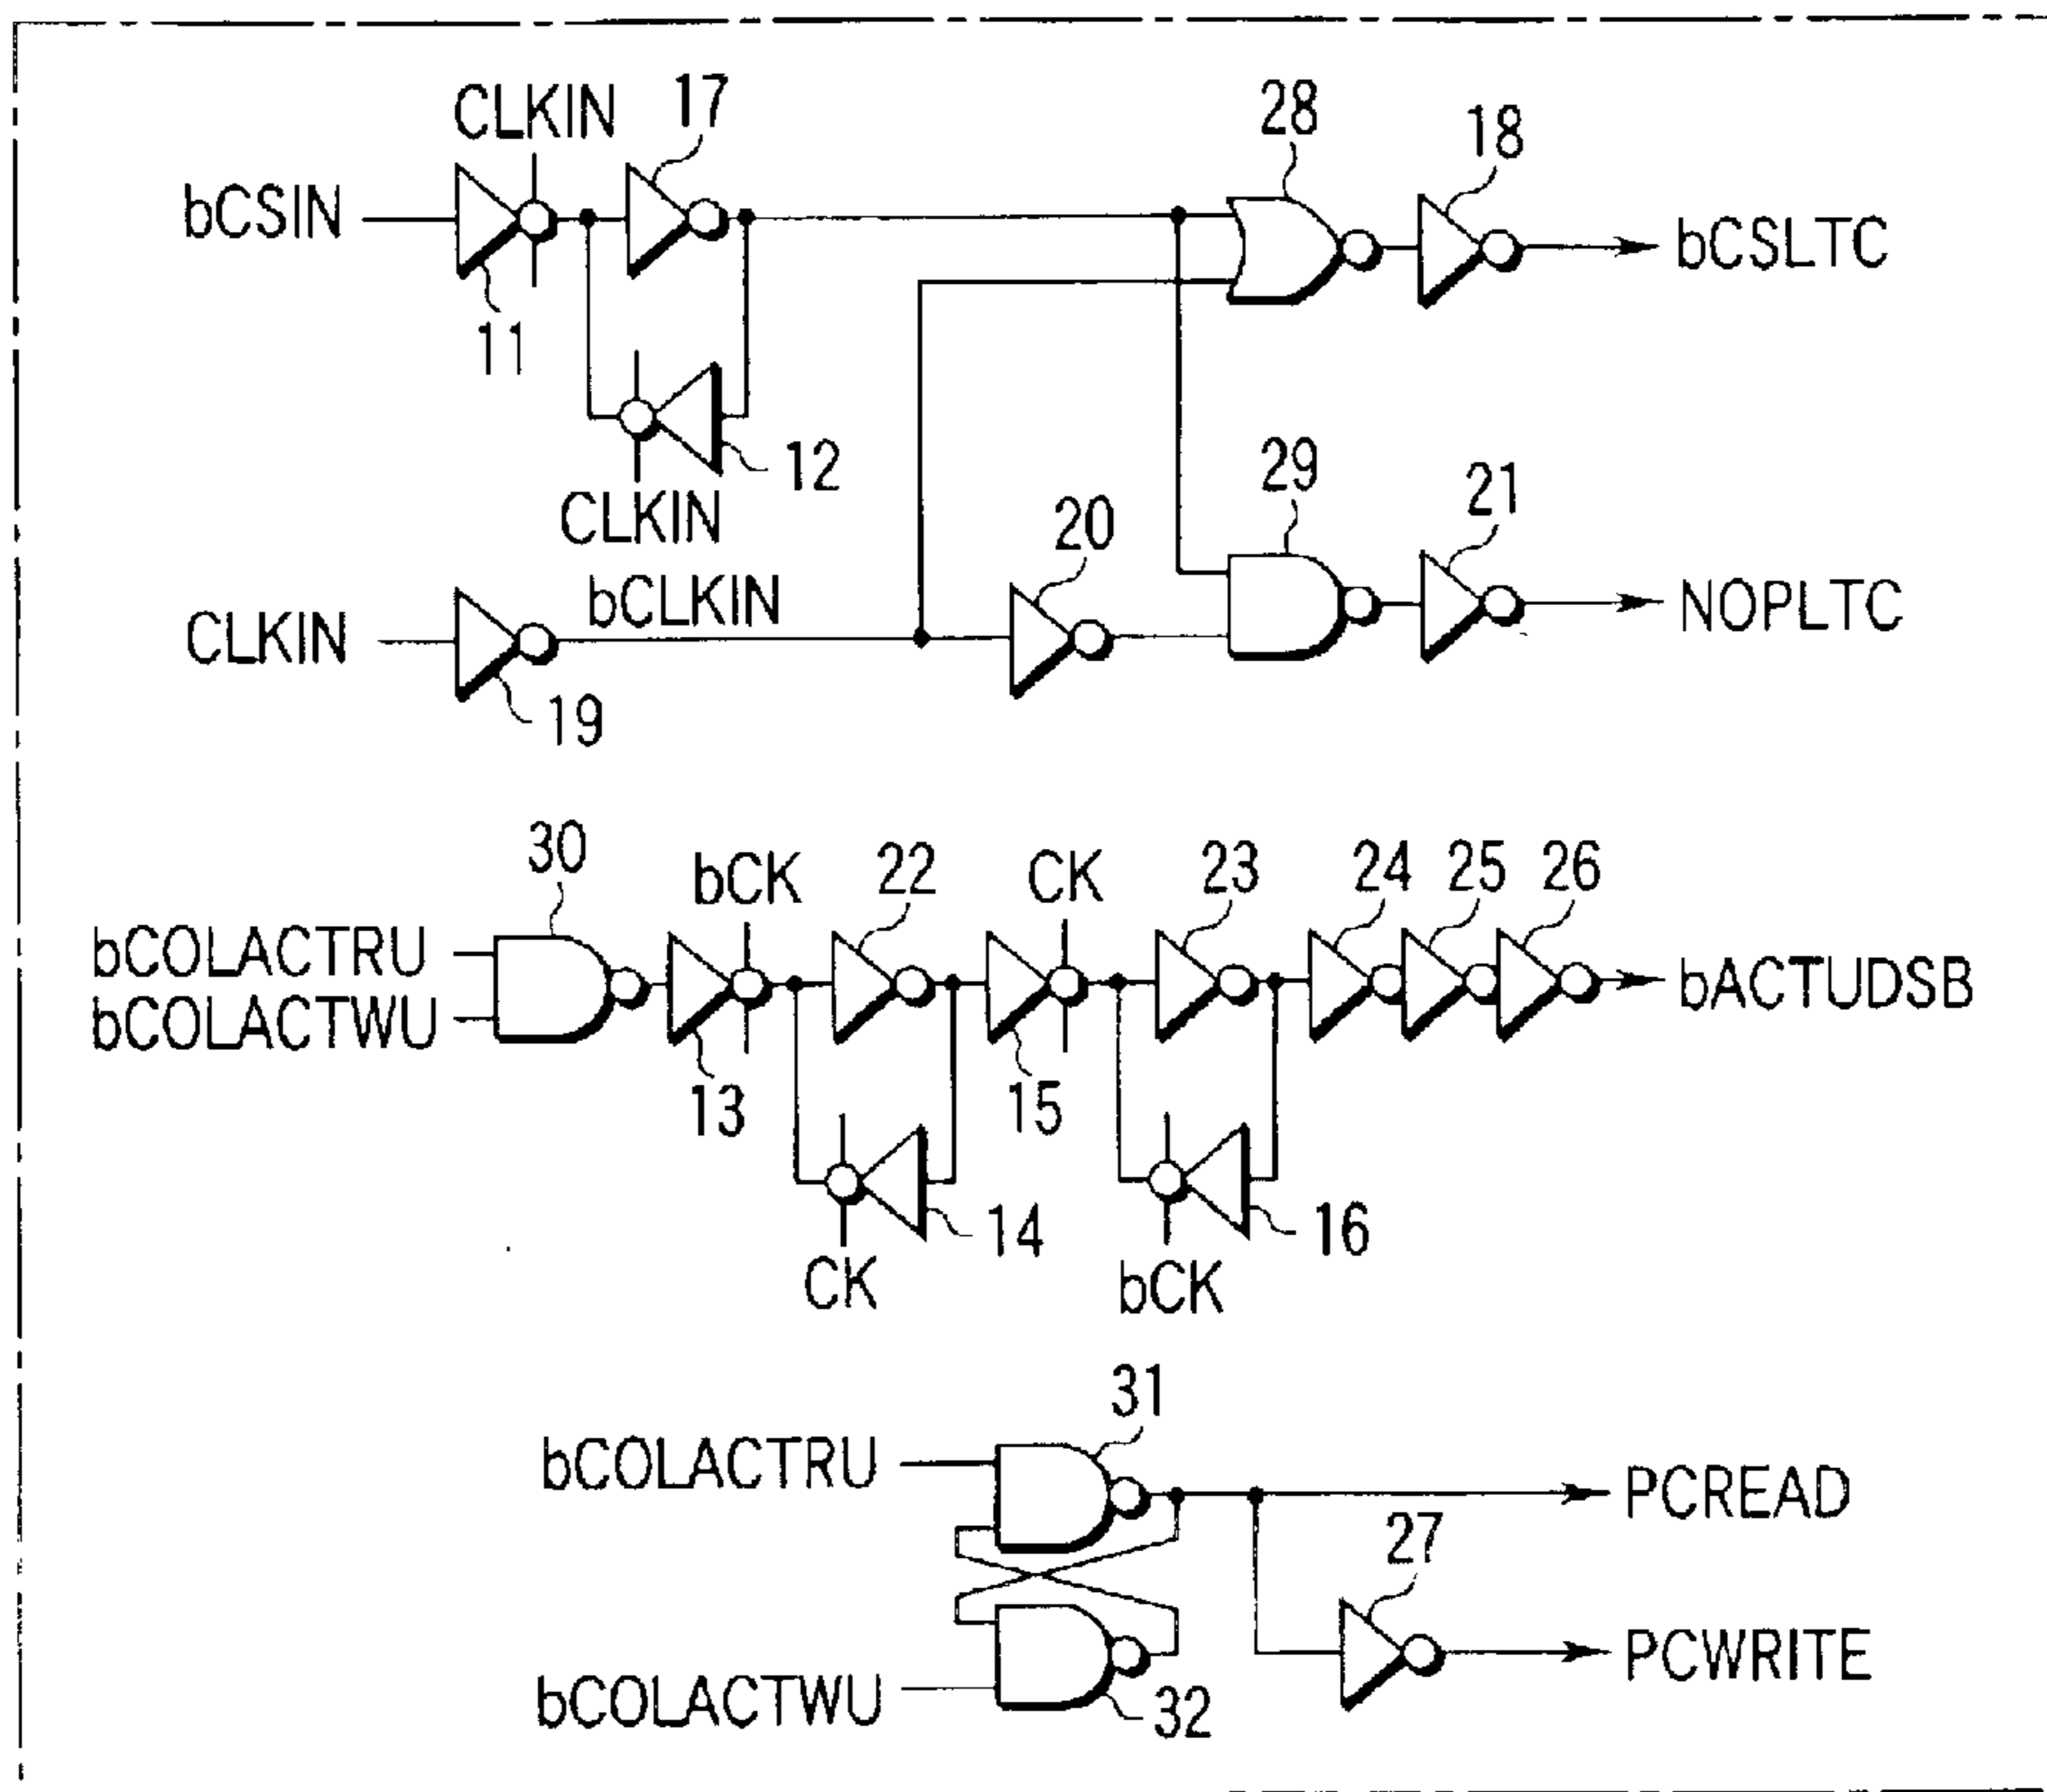 CLKIN
17
28
18
bCSIN
bCSLTC
11
12
CLKIN
29
21
20
bCLKIN
NOPLTC
CLKIN
19
30
bCK
22
CK
23
24
25
26
bCOLACTRU
bACTUDSB
bCOLACTWU
13
15
14
16
CK
bCK
31
bCOLACTRU
PCREAD
27
PCWRITE
bCOLACTWU
32